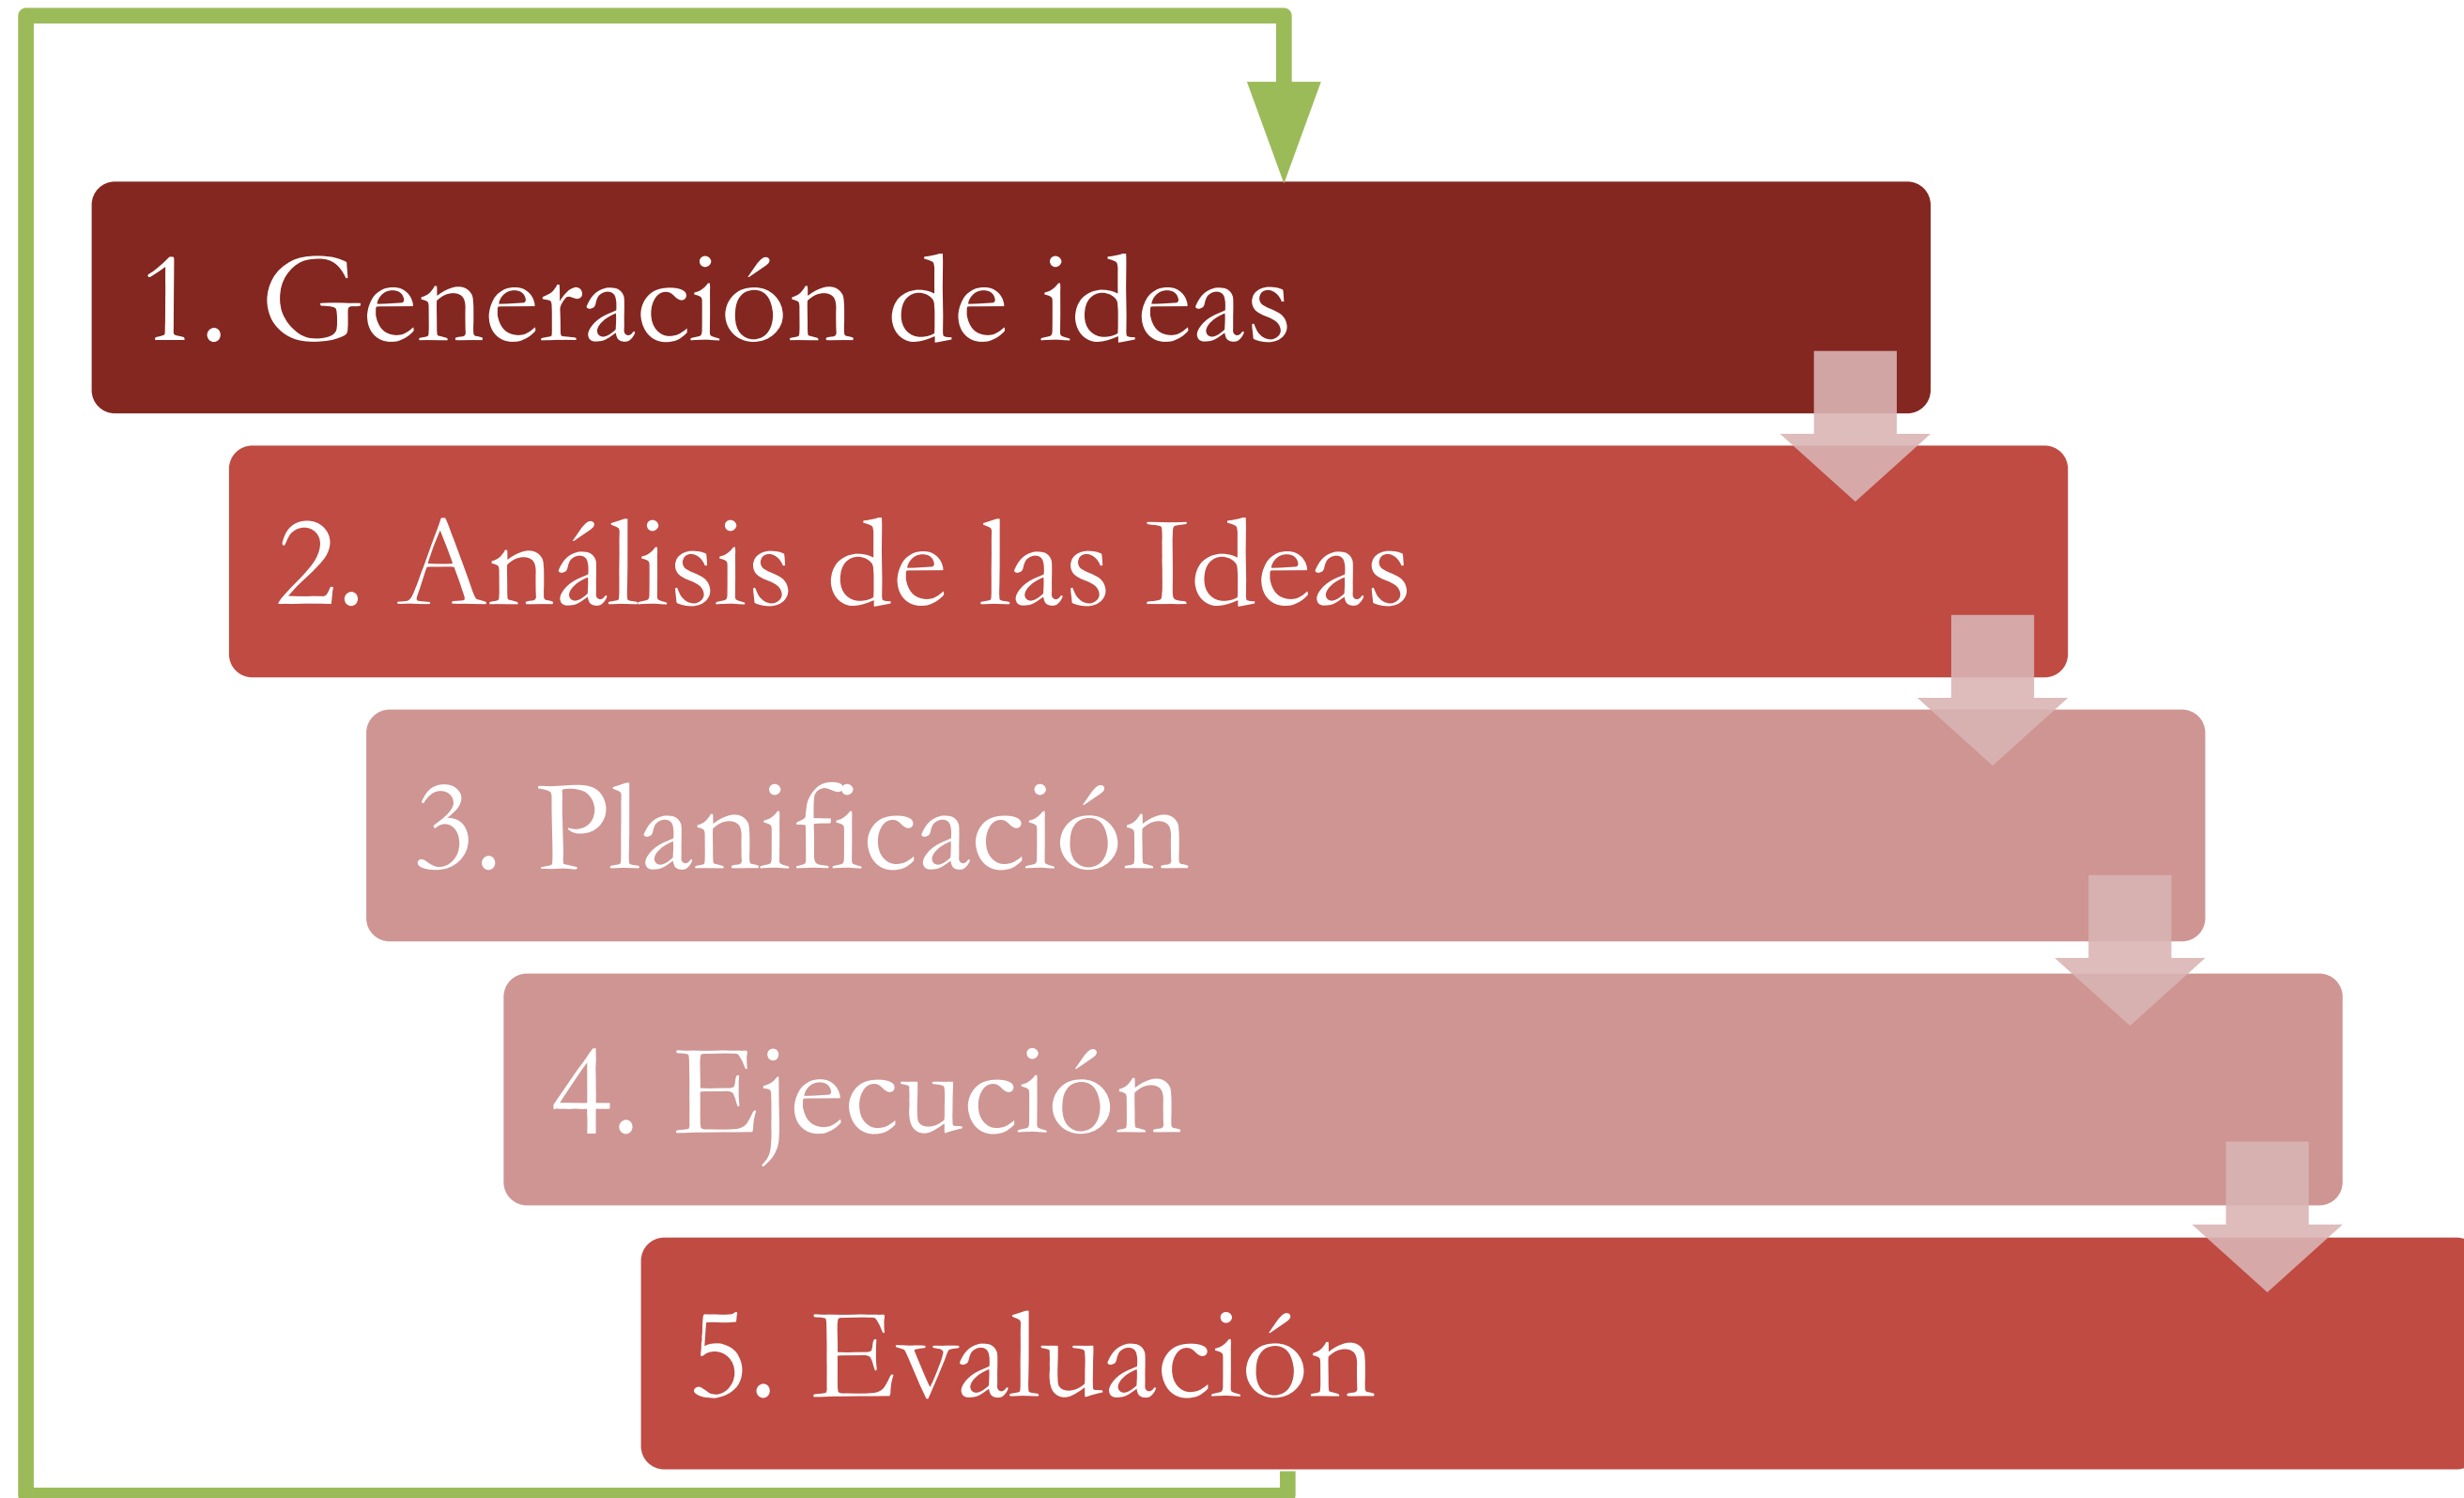 1. Generación de ideas
2. Análisis de las Ideas
3. Planificación
4. Ejecución
5. Evaluación